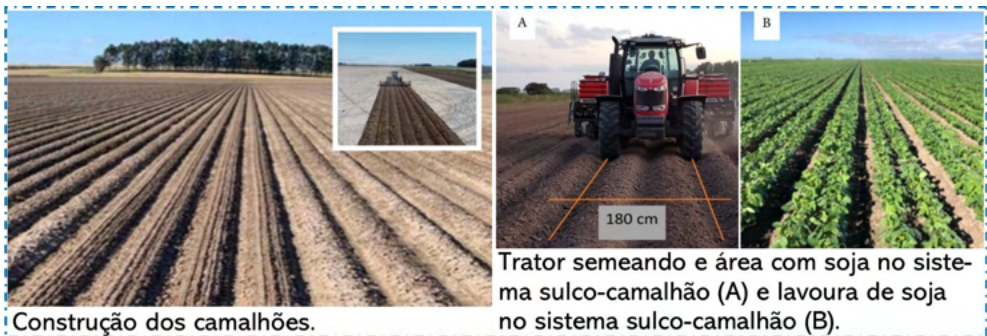 A
B
180 cm
Construção dos camalhões.
Trator semeando e área com soja no siste-
ma sulco-camalhão (A) e lavoura de soja
no sistema sulco-camalhão (B).